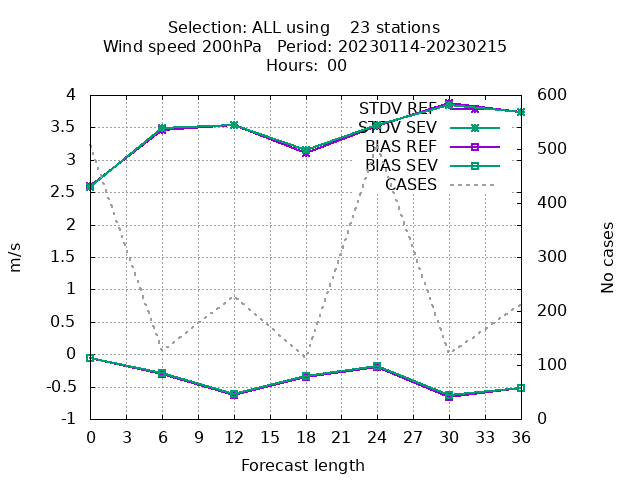 Selection: ALL using    23 stations
Wind speed 200hPa   Period: 20230114-20230215
Hours: 00
4
3.5
3
2.5
2
1.5
1
0.5
0
-0.5
-1
m/s
600
500
400
300
200
100
0
No cases
STDV REF
STDV SEV
BIAS REF
BIAS SEV
CASES
0 3 6 9 12 15 18 21 24 27 30 33 36
Forecast length